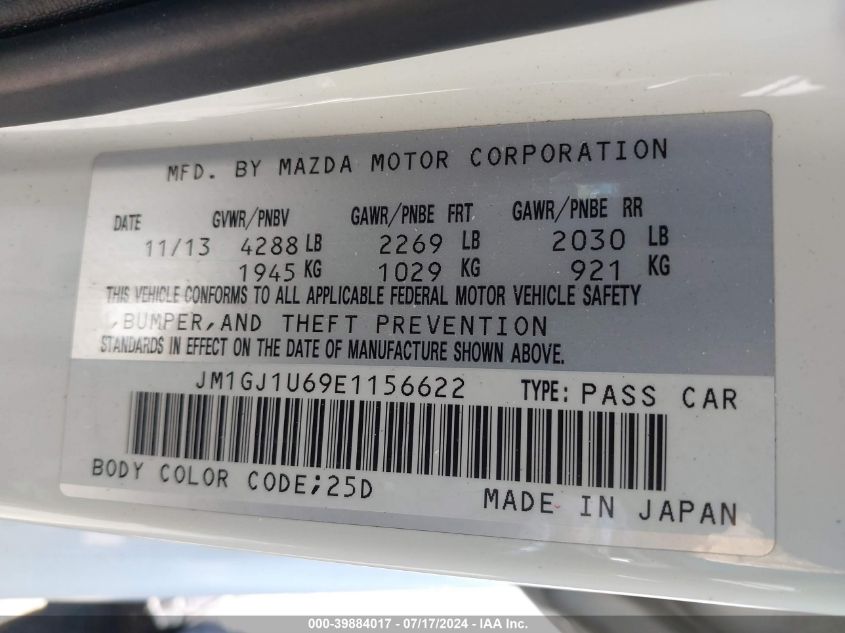 MFD. BY MAZDA MOTOR CORPORATION
DATE GVWR/PNBV GAWR/PNBE FRT GAWR/PNBE RR
11/13 4288 LB 2269 LB 2030 LB
1945 KG 1029 KG 921 KG
THIS VEHICLE CONFORMS TO ALL APPLICABLE FEDERAL MOTOR VEHICLE SAFETY
,BUMPER,AND THEFT PREVENTION
STANDARDS IN EFFECT ON THE DATE OF MANUFACTURE SHOWN ABOVE.
JM1GJ1U69E1156622 TYPE: PASS CAR
BODY COLOR CODE;25D
MADE IN JAPAN
000-39884017 - 07/17/2024 - IAA Inc.